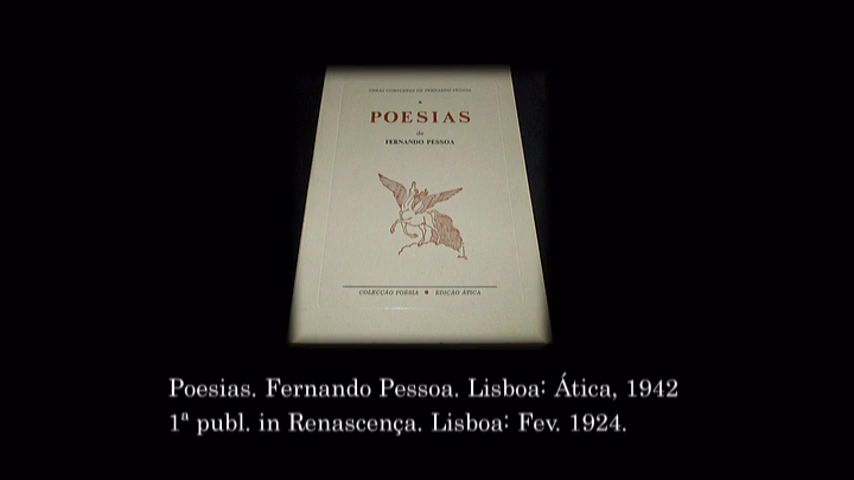 OBRAS COMPLETAS DE FERNANDO PESSOA
POESIAS
de
FERNANDO PESSOA
COLECÇÃO POESIA • EDIÇÃO ÁTICA
Poesias. Fernando Pessoa. Lisboa: Ática, 1942
1ª publ. in Renascença. Lisboa: Fev. 1924.